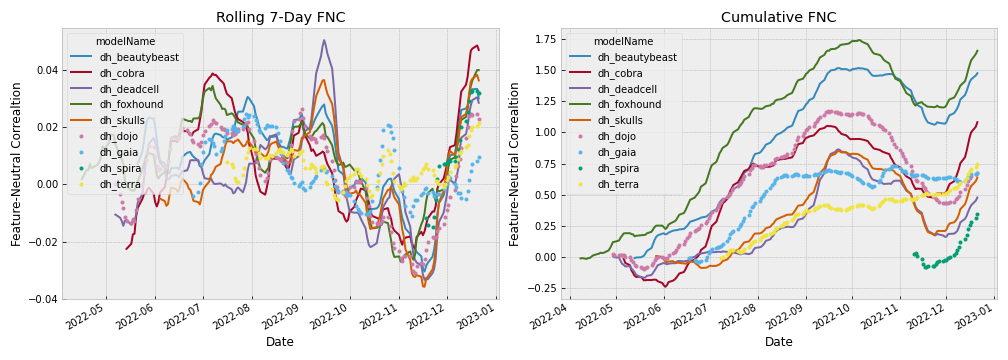 Rolling 7-Day FNC
Feature-Neutral Correaltion
0.04
0.02
0.00
−0.02
−0.04
modelName
dh_beautybeast
dh_cobra
dh_deadcell
dh_foxhound
dh_skulls
dh_dojo
dh_gaia
dh_spira
dh_terra
2022-05
2022-06
2022-07
2022-08
2022-09
2022-10
2022-11
2022-12
2023-01
Date
Cumulative FNC
Feature-Neutral Correaltion
1.75
1.50
1.25
1.00
0.75
0.50
0.25
0.00
−0.25
modelName
dh_beautybeast
dh_cobra
dh_deadcell
dh_foxhound
dh_skulls
dh_dojo
dh_gaia
dh_spira
dh_terra
2022-04
2022-05
2022-06
2022-07
2022-08
2022-09
2022-10
2022-11
2022-12
2023-01
Date